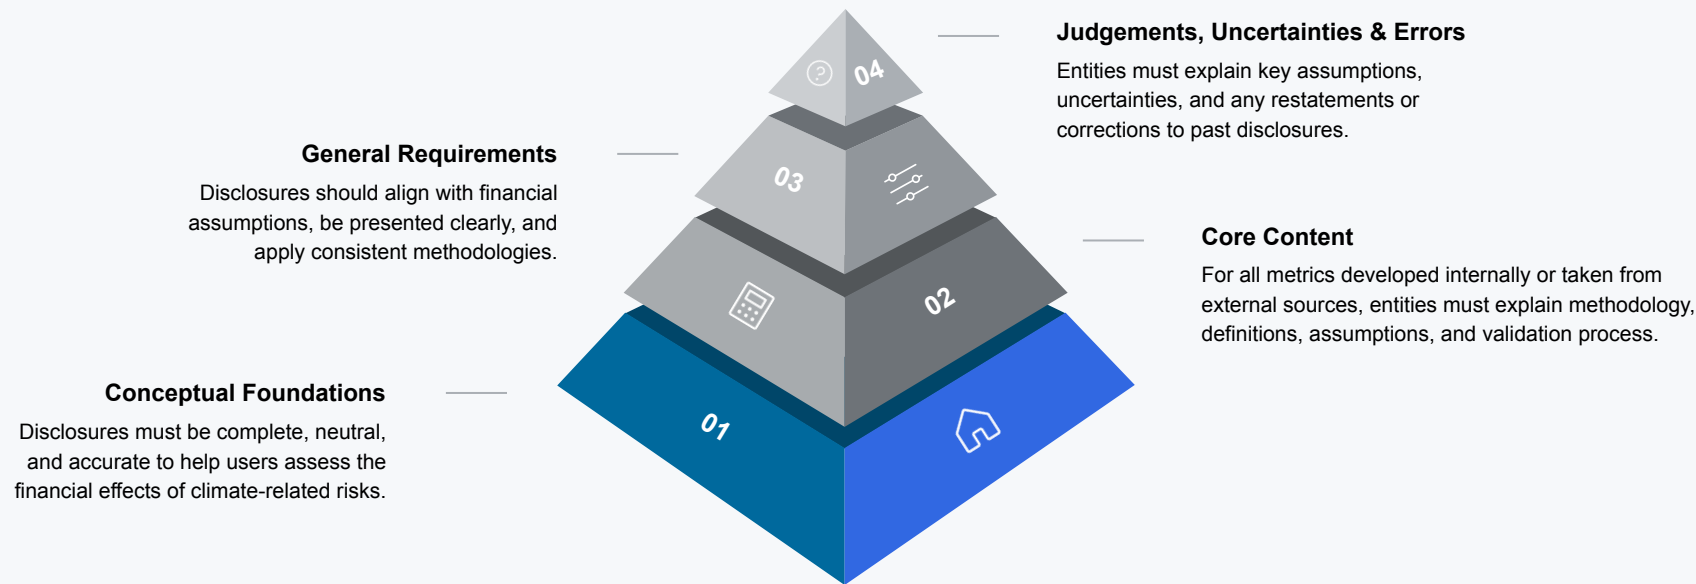 Judgements, Uncertainties & Errors
Entities must explain key assumptions,
uncertainties, and any restatements or
corrections to past disclosures.
04
General Requirements
Disclosures should align with financial
assumptions, be presented clearly, and
apply consistent methodologies.
03
Core Content
For all metrics developed internally or taken from
external sources, entities must explain methodology,
definitions, assumptions, and validation process.
02
Conceptual Foundations
Disclosures must be complete, neutral,
and accurate to help users assess the
financial effects of climate-related risks.
01